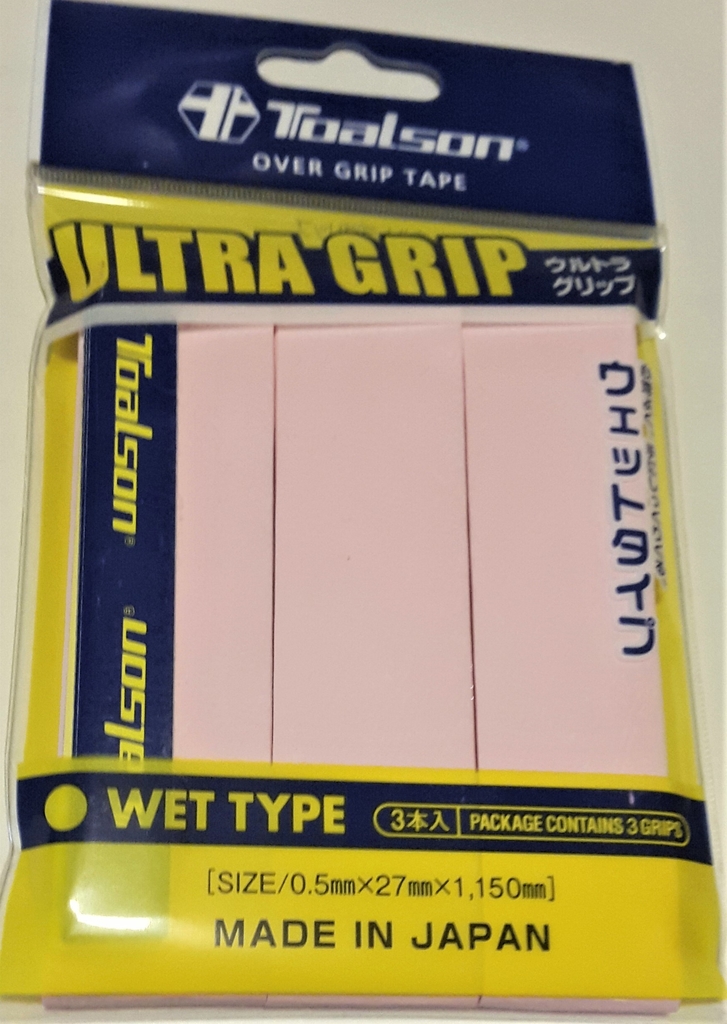 Toalson®
OVER GRIP TAPE
ULTRA GRIP
ウルトラ
グリップ
Toalson®
Toalson®
ウエットタイプ
WET TYPE
3本入
PACKAGE CONTAINS 3 GRIPS
[SIZE/0.5mm×27mm×1,150mm]
MADE IN JAPAN